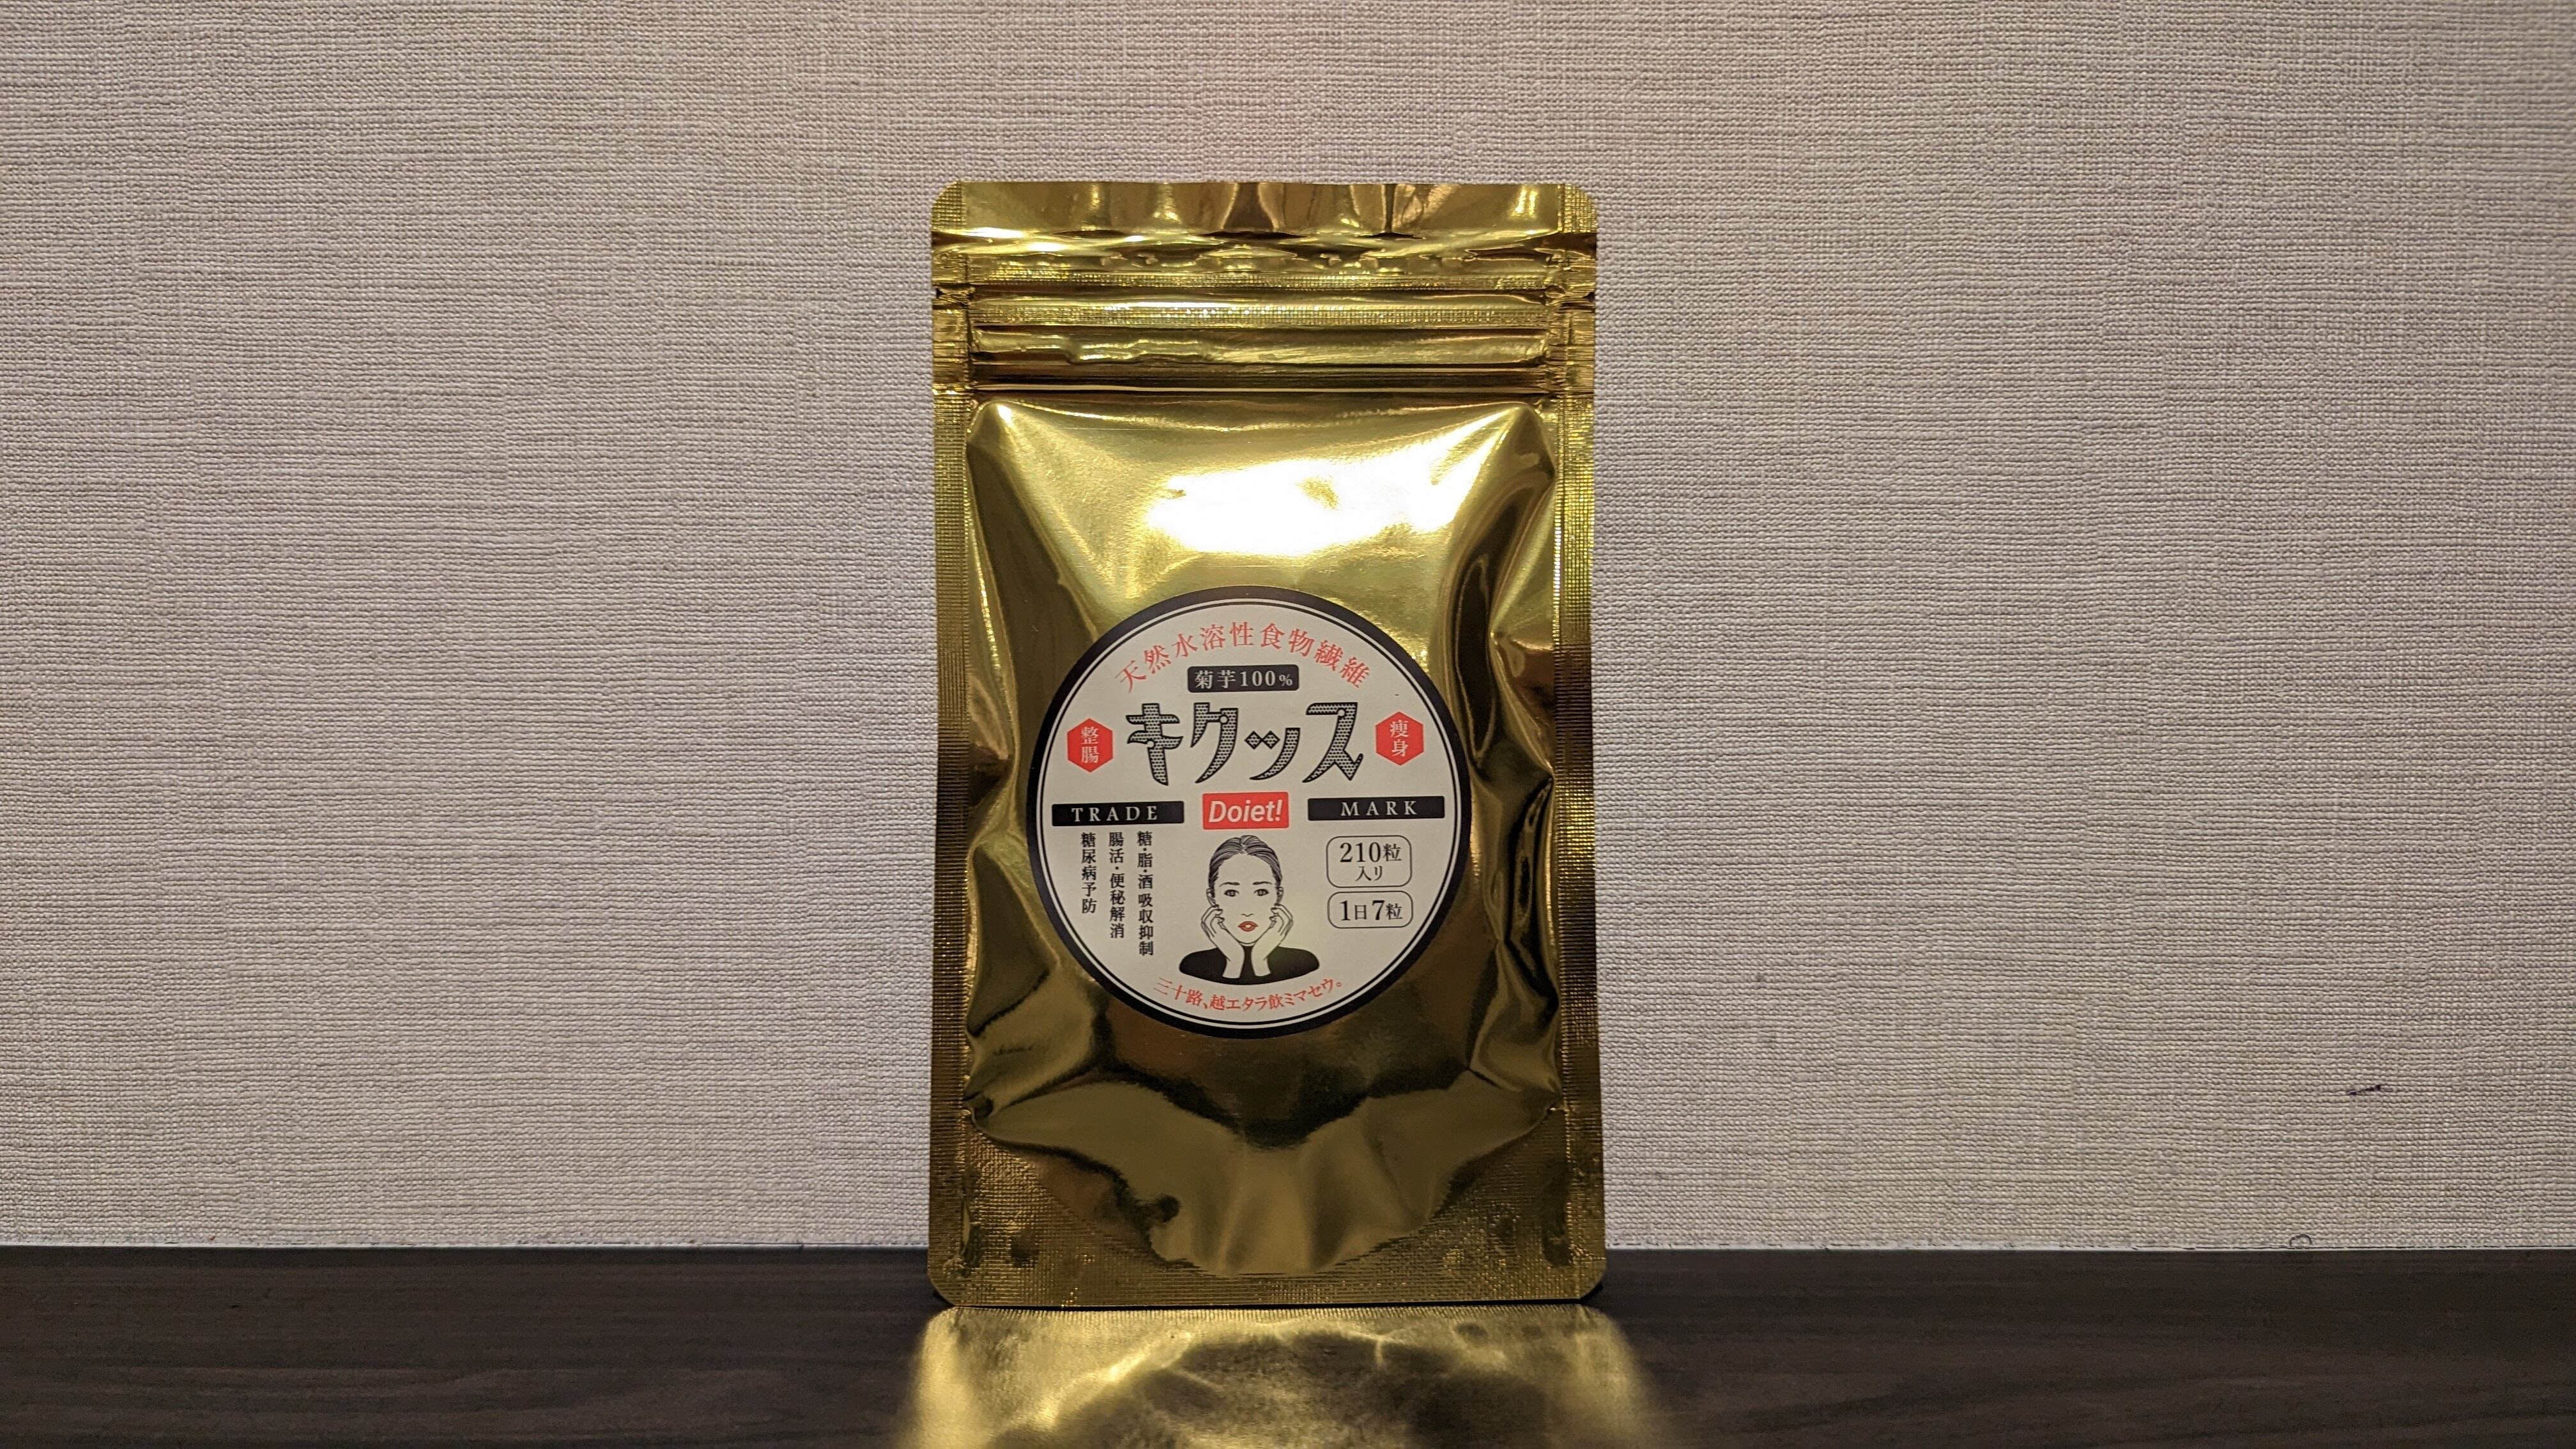 天然水溶性食物繊維
菊芋100%
整腸
キクップス
痩身
TRADE
Doiet!
MARK
糖・脂・酒 吸収抑制
腸活・便秘解消
糖尿病予防
210粒
入リ
1日7粒
三十路、越エタラ飲ミマセウ。